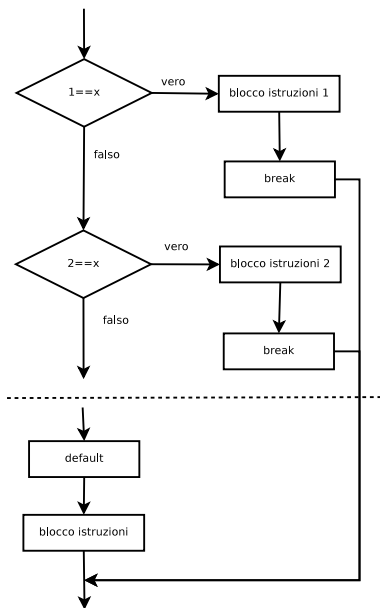 1==x
vero
blocco istruzioni 1
falso
break
2==x
vero
blocco istruzioni 2
falso
break
default
blocco istruzioni